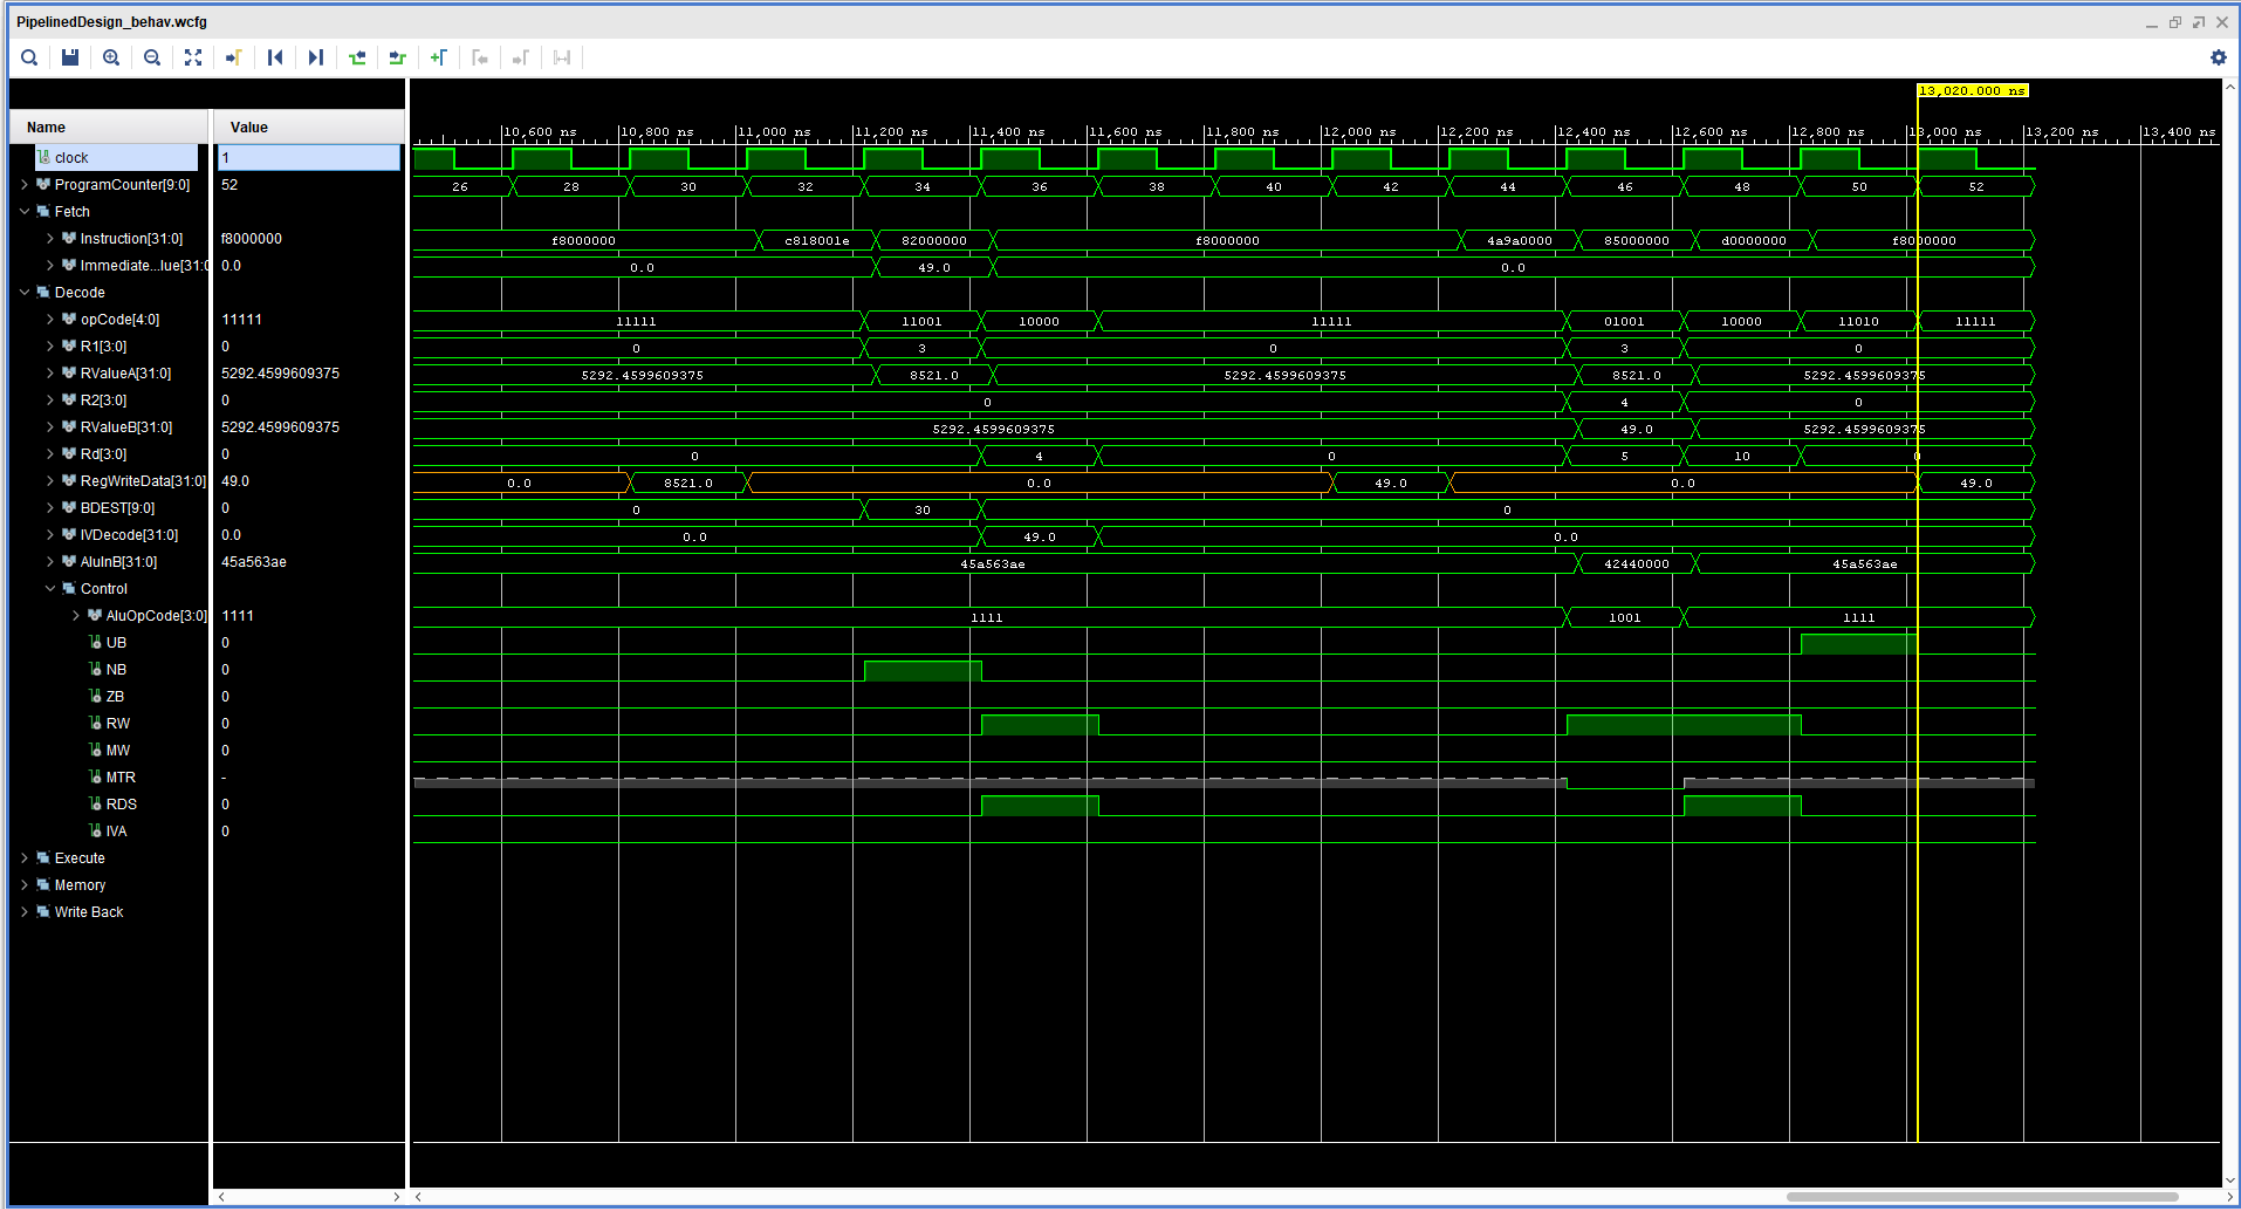 PipelinedDesign_behav.wcfg
13,020.000 ns
Name Value
10,600 ns 10,800 ns 11,000 ns 11,200 ns 11,400 ns 11,600 ns 11,800 ns 12,000 ns 12,200 ns 12,400 ns 12,600 ns 12,800 ns 13,000 ns 13,200 ns 13,400 ns
clock 1
ProgramCounter[9:0] 52 26 28 30 32 34 36 38 40 42 44 46 48 50 52
Fetch
Instruction[31:0] f8000000 f8000000 c818001e 82000000 f8000000 4a9a0000 85000000 d0000000 f8000000
Immediate...lue[31:0 0.0 0.0 49.0 0.0
Decode
opCode[4:0] 11111 11111 11001 10000 11111 01001 10000 11010 11111
R1[3:0] 0 0 3 0 3 0
RValueA[31:0] 5292.4599609375 5292.4599609375 8521.0 5292.4599609375 8521.0 5292.4599609375
R2[3:0] 0 0 4 0
RValueB[31:0] 5292.4599609375 5292.4599609375 49.0 5292.4599609375
Rd[3:0] 0 0 4 0 5 10 0
RegWriteData[31:0] 49.0 0.0 8521.0 0.0 49.0 0.0 49.0
BDEST[9:0] 0 0 30 0
IVDecode[31:0] 0.0 0.0 49.0 0.0
AluInB[31:0] 45a563ae 45a563ae 42440000 45a563ae
Control
AluOpCode[3:0] 1111 1111 1001 1111
UB 0
NB 0
ZB 0
RW 0
MW 0
MTR -
RDS 0
IVA 0
Execute
Memory
Write Back